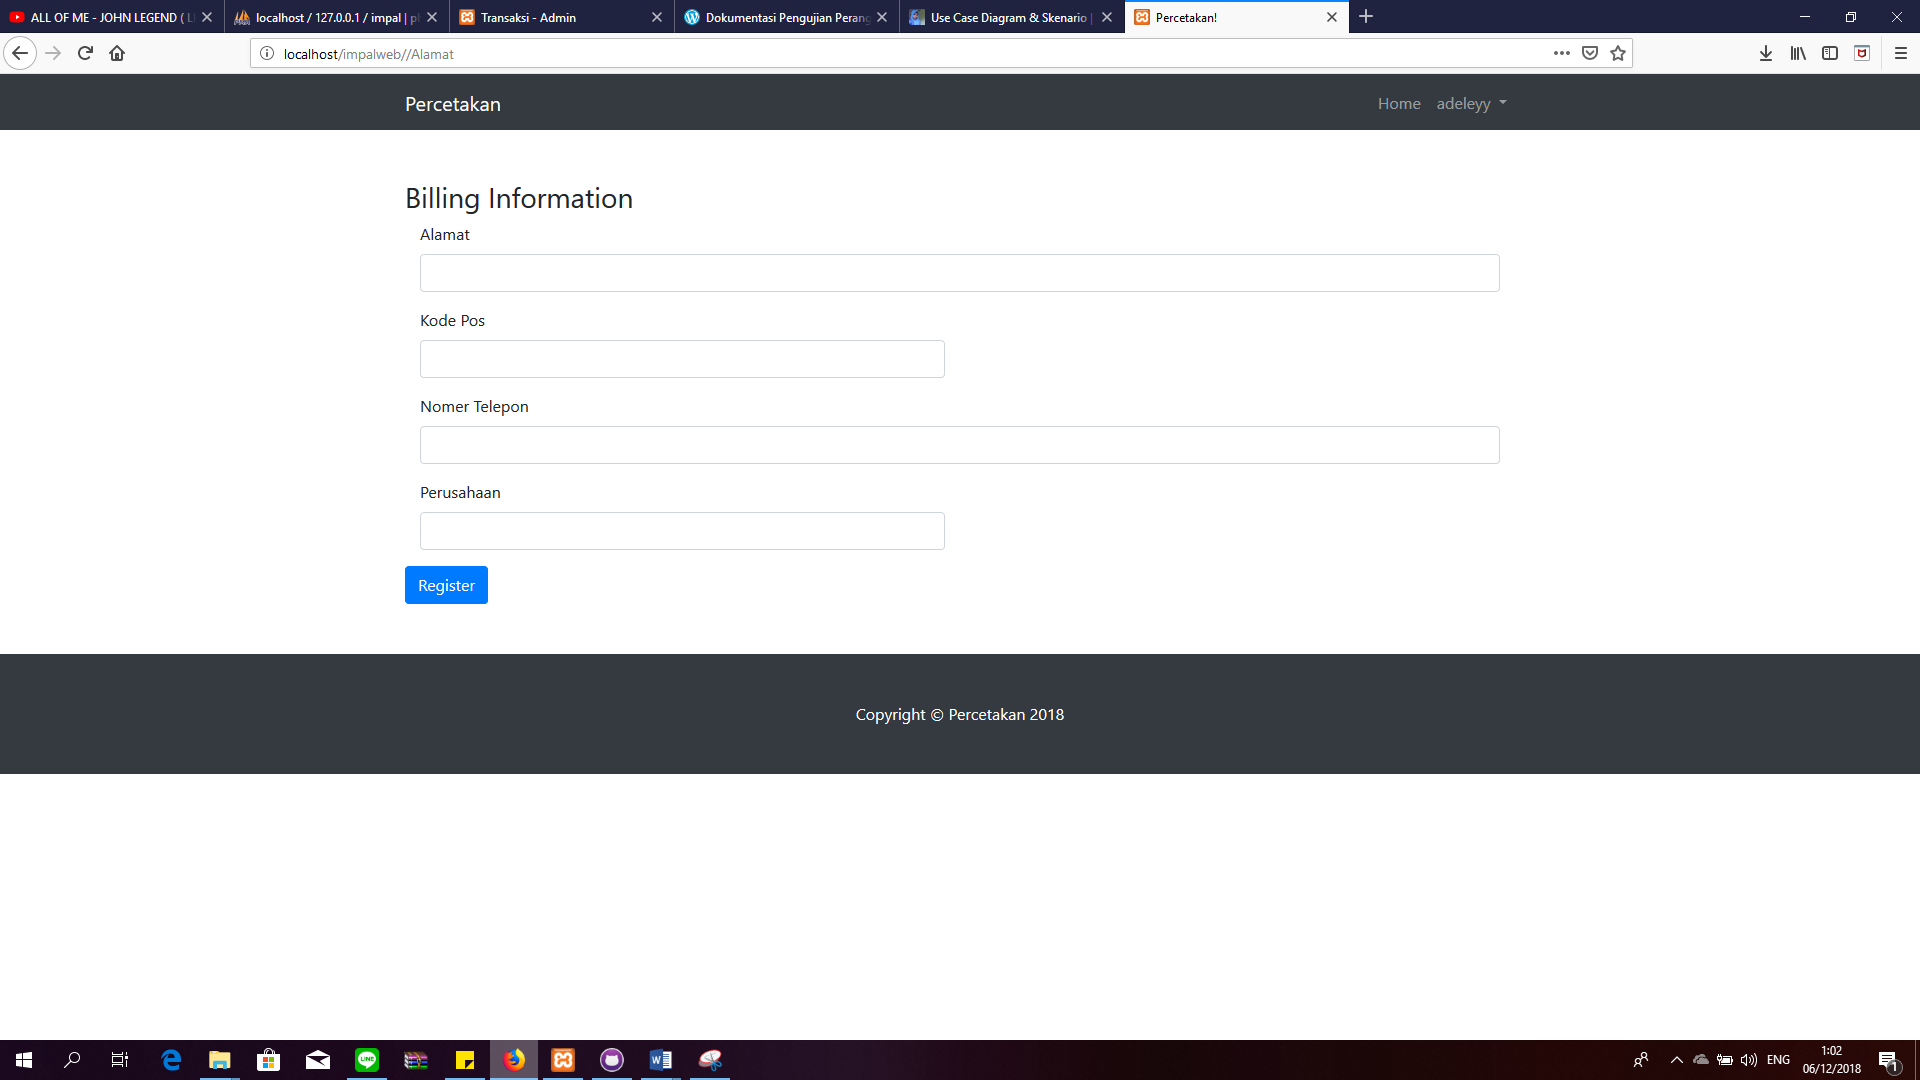 ALL OF ME - JOHN LEGEND
localhost / 127.0.0.1 / impal |
Transaksi - Admin
Dokumentasi Pengujian
Use Case Diagram & Skenario
Percetakan!
localhost/impalweb//Alamat
Percetakan
Home
adeleyy
Billing Information
Alamat
Kode Pos
Nomer Telepon
Perusahaan
Register
Copyright © Percetakan 2018
LINE
ENG
1:02
06/12/2018
1